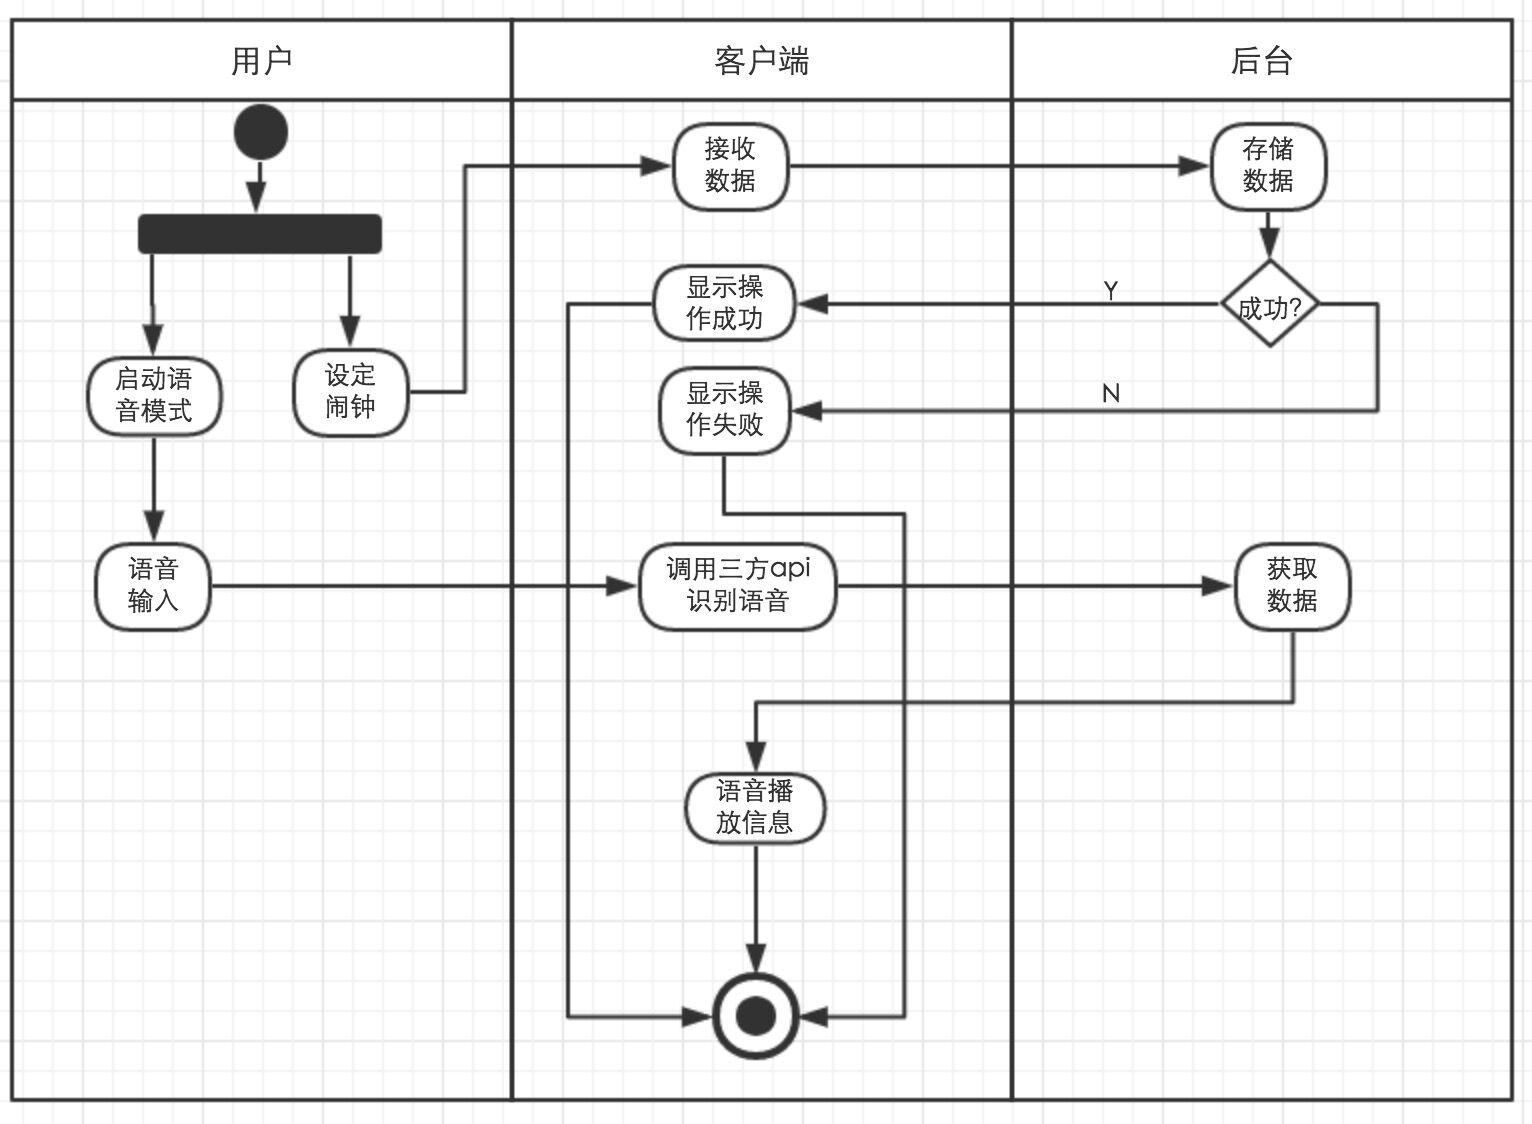 用户
客户端
后台
接收
数据
存储
数据
显示操
作成功
Y
成功?
启动语
音模式
设定
闹钟
显示操
作失败
N
语音
输入
调用三方api
识别语音
获取
数据
语音播
放信息